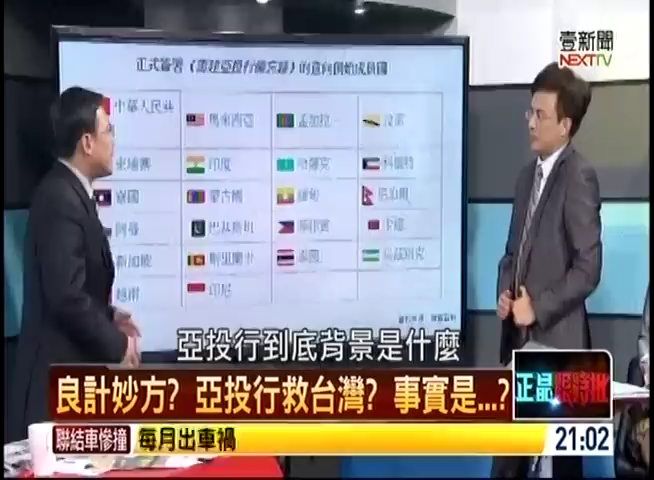 壹新聞
NEXTTV
正式簽署《籌建亞投行備忘錄》的意向創始成員國
中華人民共
馬來西亞
孟加拉
汶萊
柬埔寨
印度
哈薩克
科威特
寮國
蒙古國
緬甸
尼泊爾
阿曼
巴基斯坦
菲律賓
卡達
新加坡
斯里蘭卡
泰國
烏茲別克
越南
印尼
亞投行到底背景是什麼
良計妙方? 亞投行救台灣? 事實是...?
正晶限時批
聯結車慘撞
每月出車禍
21:02